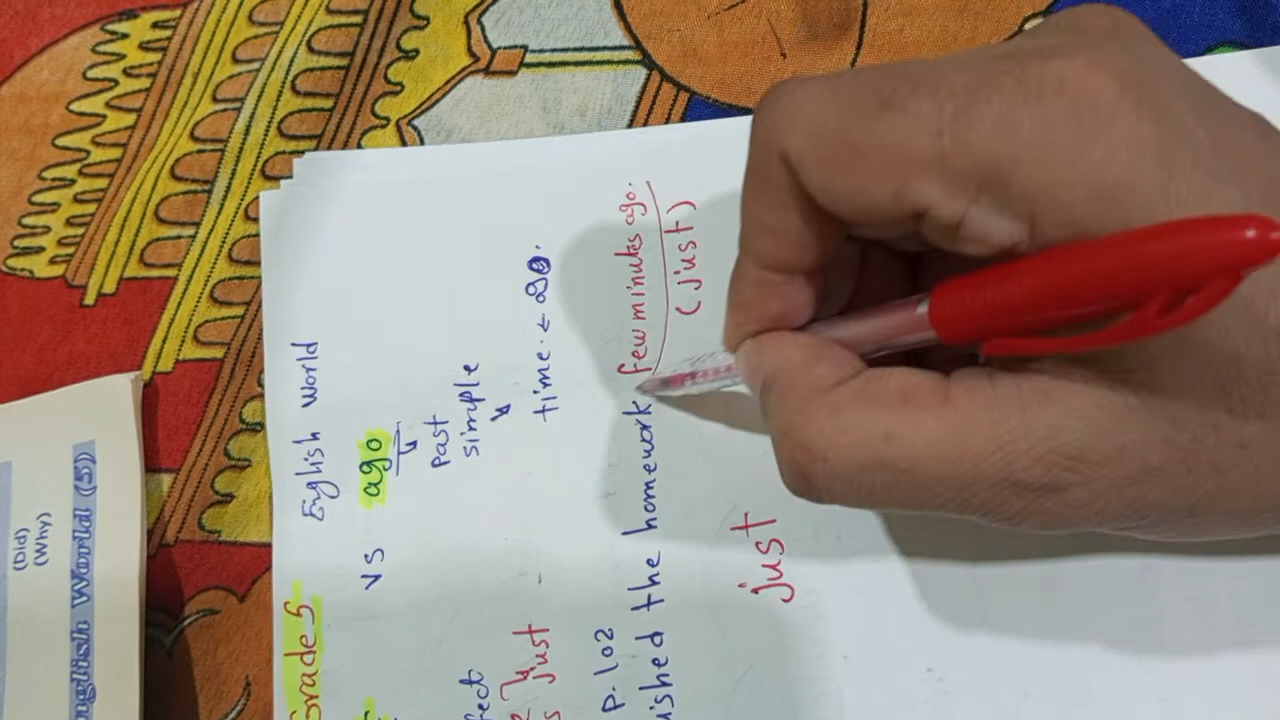 (Did)
(Why)
English World (5)
Grade 5 English World
vs ago
Past
simple
just
time. ← ago.
P. 102
the homework few minutes ago.
(just)
just